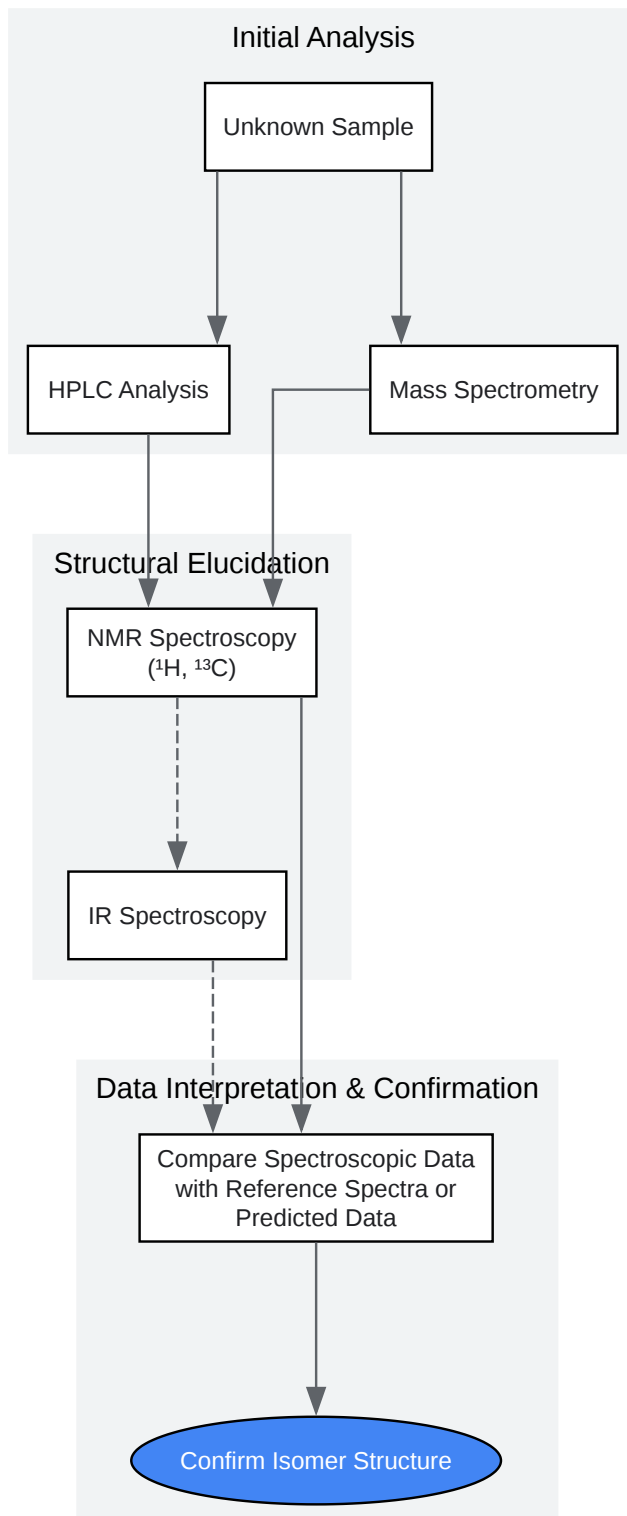 Initial Analysis
Unknown Sample
HPLC Analysis
Mass Spectrometry
Structural Elucidation
NMR Spectroscopy
(¹H, ¹³C)
IR Spectroscopy
Data Interpretation & Confirmation
Compare Spectroscopic Data
with Reference Spectra or
Predicted Data
Confirm Isomer Structure